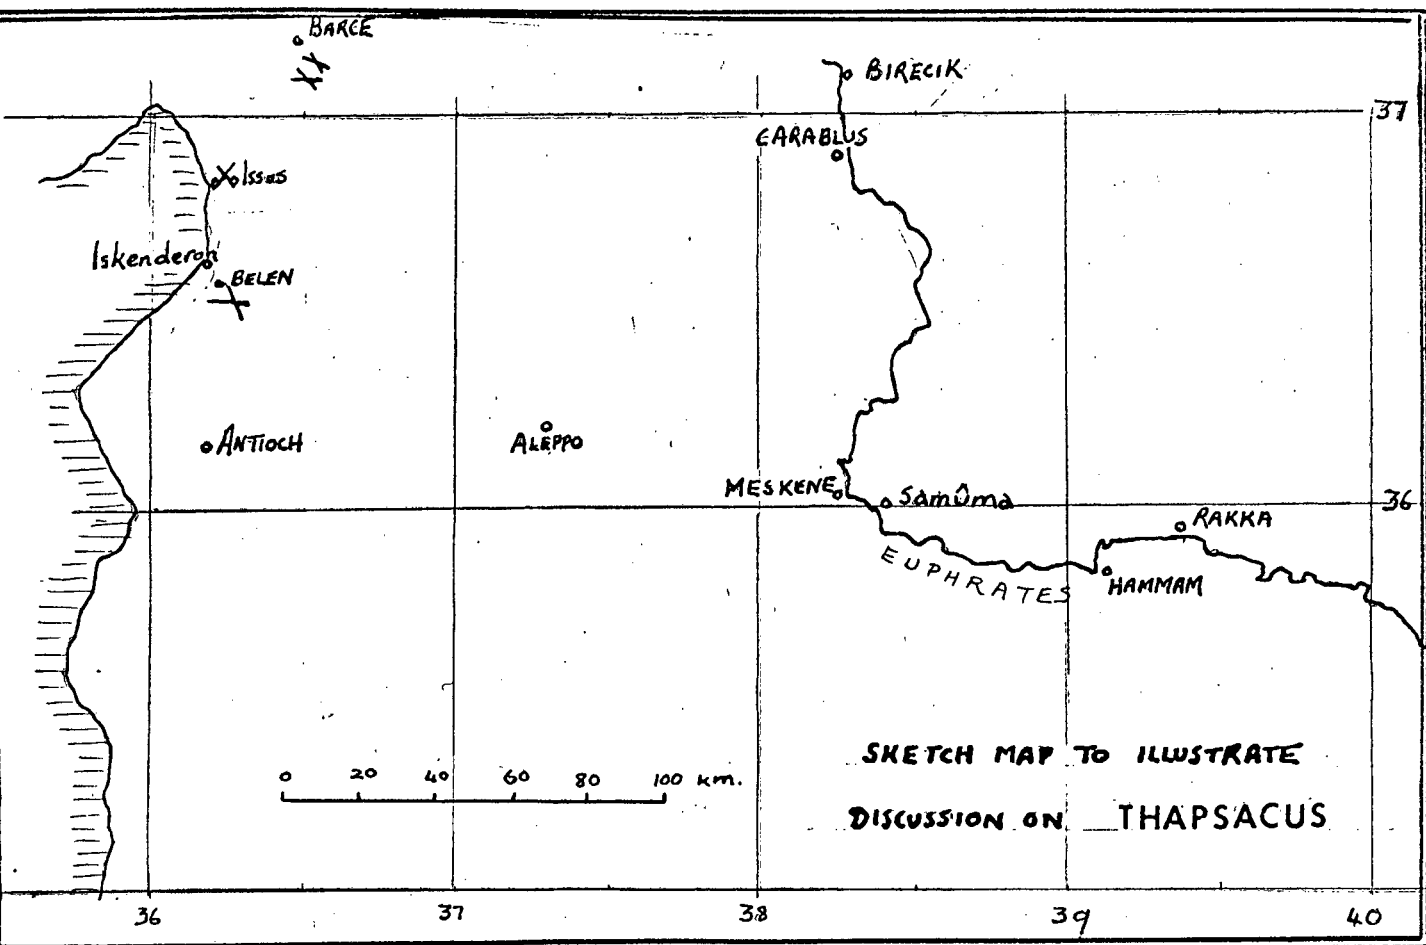 BARCE
BIRECIK
37
CARABLUS
Issos
Iskenderon
BELEN
ANTIOCH
ALEPPO
MESKENE
Samûma
36
RAKKA
EUPHRATES
HAMMAM
SKETCH MAP TO ILLUSTRATE
DISCUSSION ON THAPSACUS
0 20 40 60 80 100 km.
36 37 38 39 40